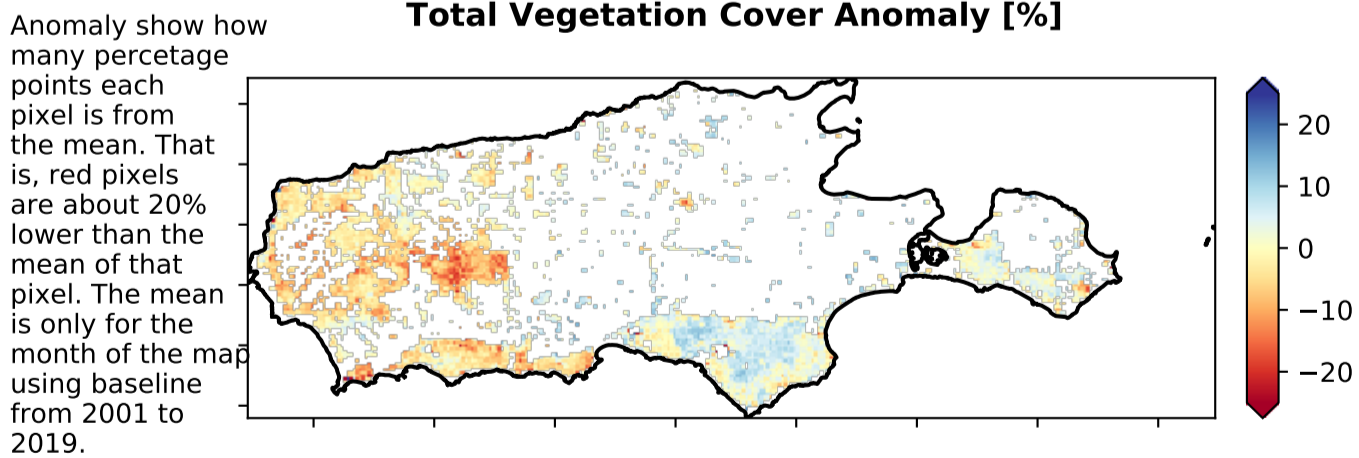 Total Vegetation Cover Anomaly [%]
Anomaly show how
many percetage
points each
pixel is from
the mean. That
is, red pixels
are about 20%
lower than the
mean of that
pixel. The mean
is only for the
month of the map
using baseline
from 2001 to
2019.
20
10
0
−10
−20